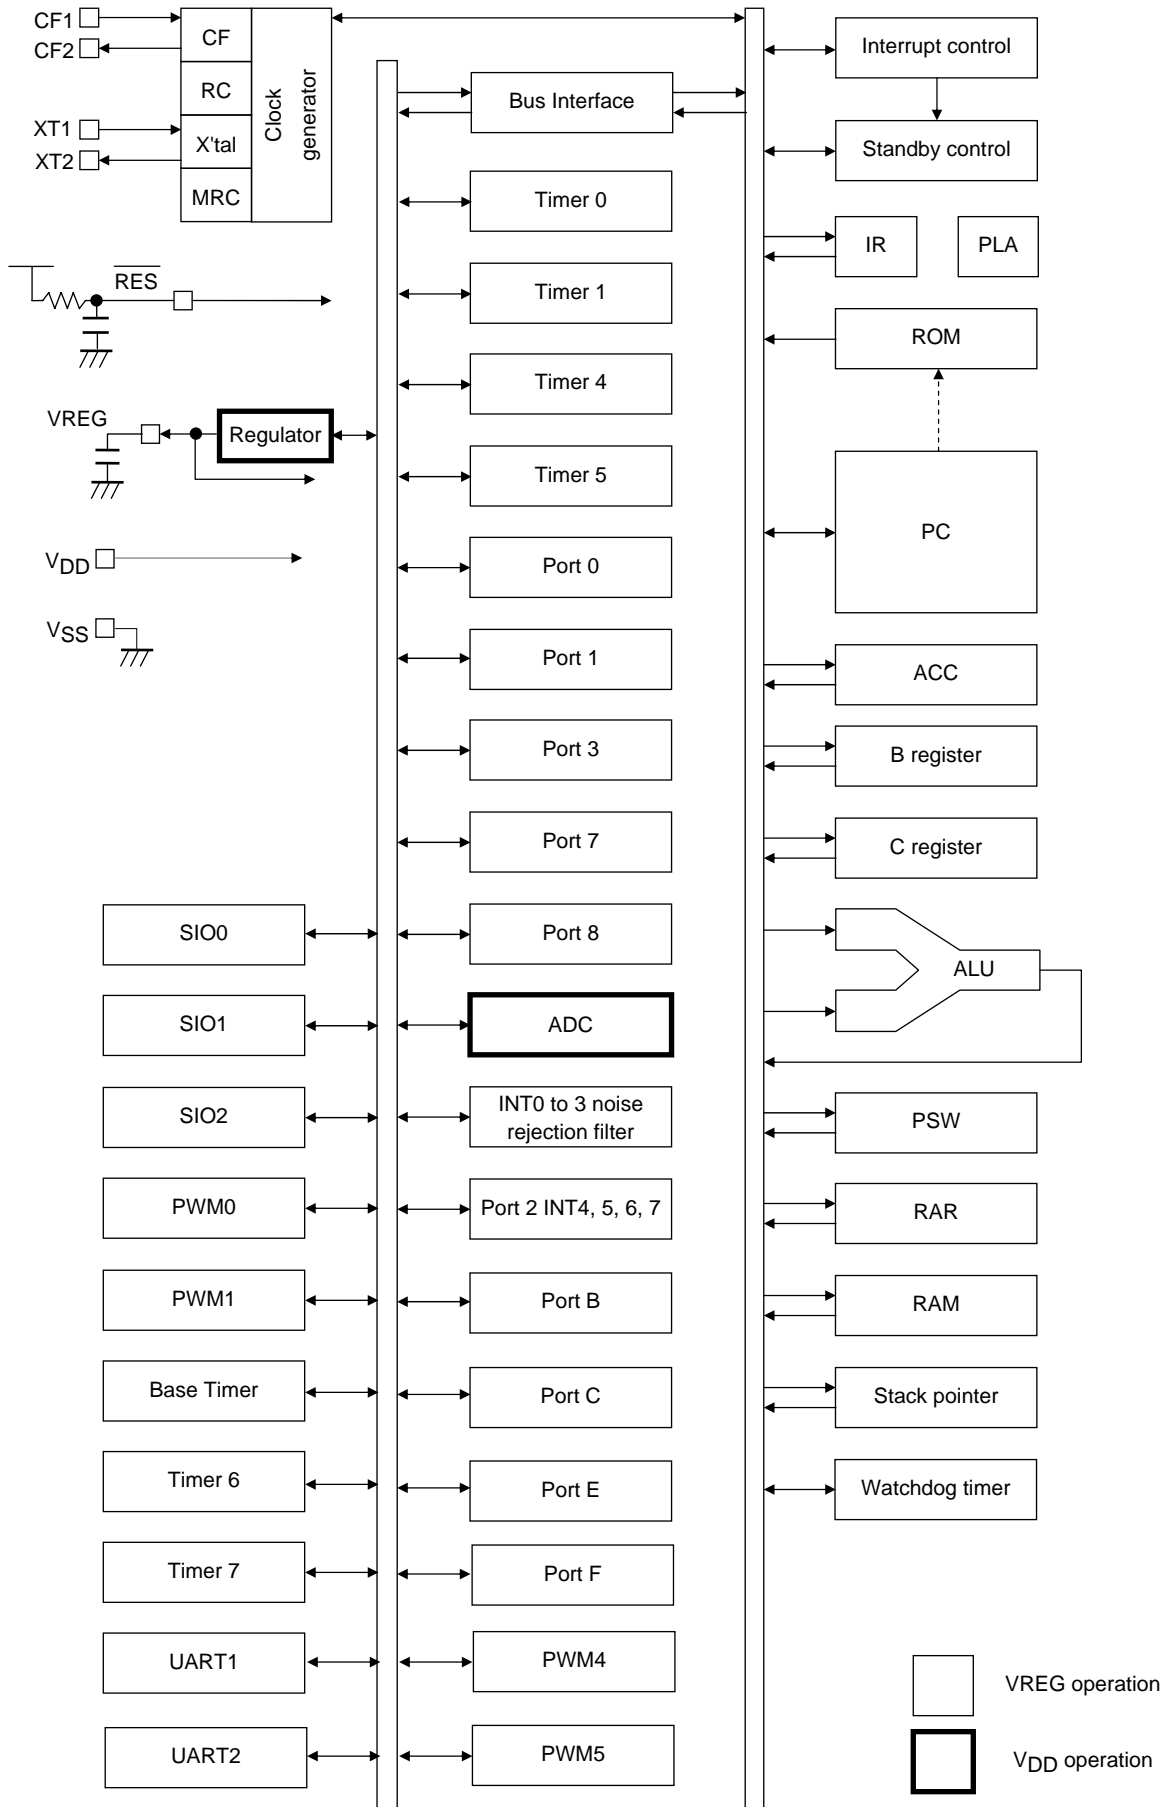 CF1
CF2
XT1
XT2
CF
RC
X'tal
MRC
Clock
generator
RES
VREG
Regulator
VDD
VSS
SIO0
SIO1
SIO2
PWM0
PWM1
Base Timer
Timer 6
Timer 7
UART1
UART2
Bus Interface
Timer 0
Timer 1
Timer 4
Timer 5
Port 0
Port 1
Port 3
Port 7
Port 8
ADC
INT0 to 3 noise
rejection filter
Port 2 INT4, 5, 6, 7
Port B
Port C
Port E
Port F
PWM4
PWM5
Interrupt control
Standby control
IR
PLA
ROM
PC
ACC
B register
C register
ALU
PSW
RAR
RAM
Stack pointer
Watchdog timer
VREG operation
VDD operation